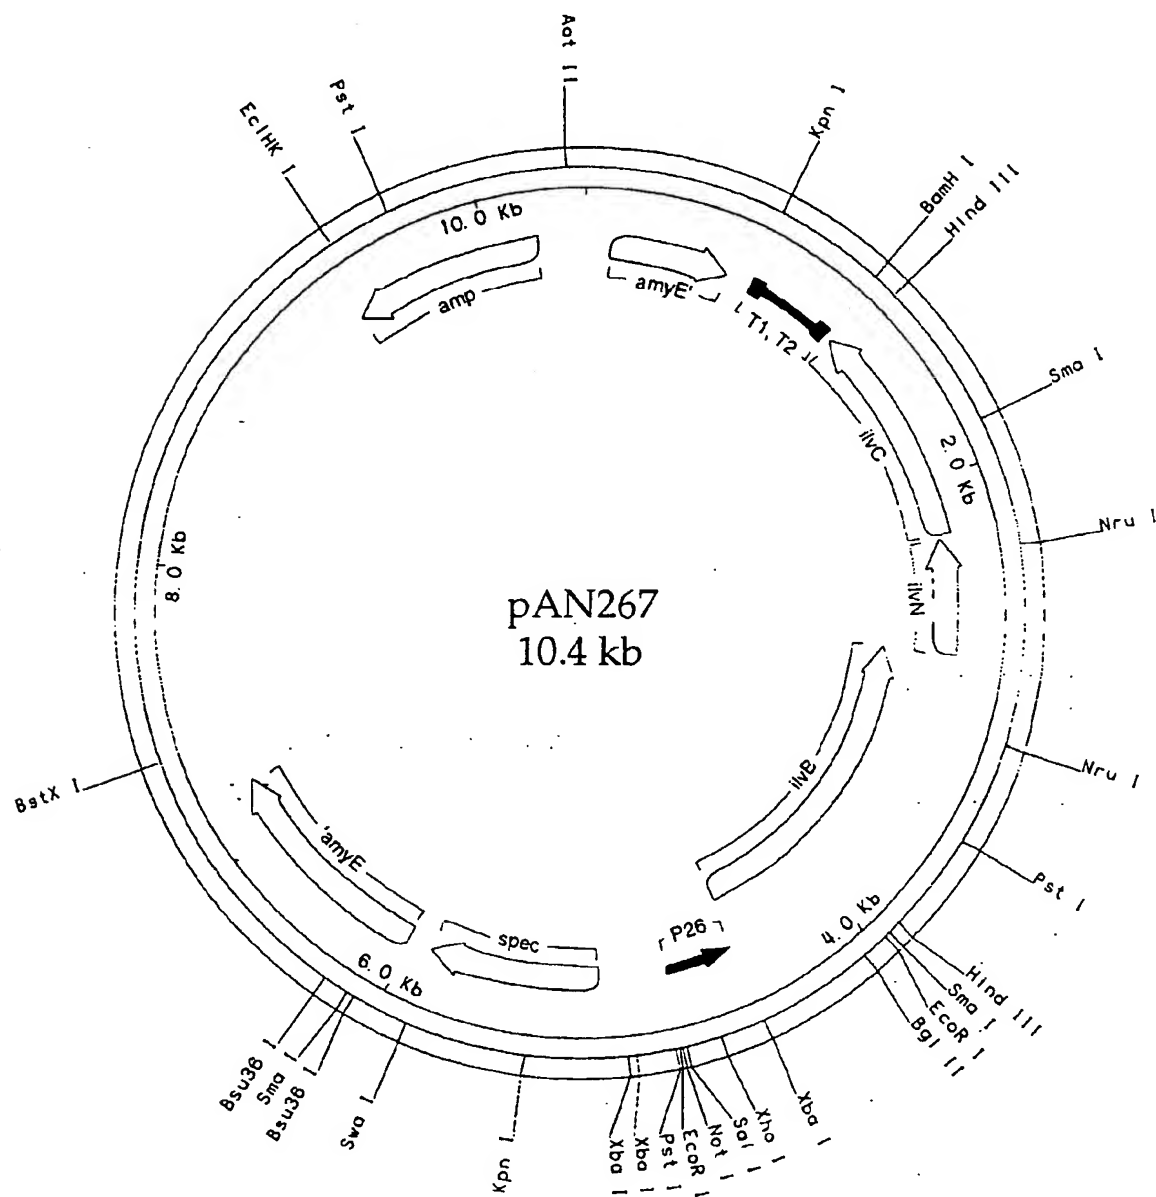 Aat II
Kpn I
BamH I
Hind III
Sma I
Nru I
Nru I
Pst I
Hind III
Sma I
EcoR I
Bgl II
Xba I
Xho I
Sal I
Not I
EcoR I
Pst I
Xba I
Xba I
Kpn I
Swa I
Bsu36 I
Sma I
Bsu36 I
BstX I
EclHK I
Pst I
10.0 Kb
2.0 Kb
4.0 Kb
6.0 Kb
8.0 Kb
amp
amyE'
T1, T2
ilvC
ilvN
ilvB
P26
spec
'amyE
pAN267
10.4 kb